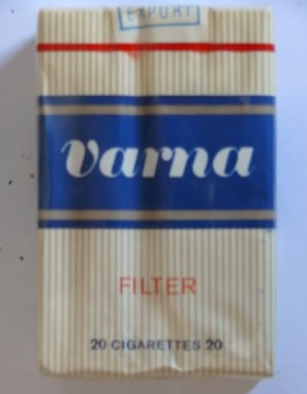 EXPORT
varna
FILTER
20 CIGARETTES 20